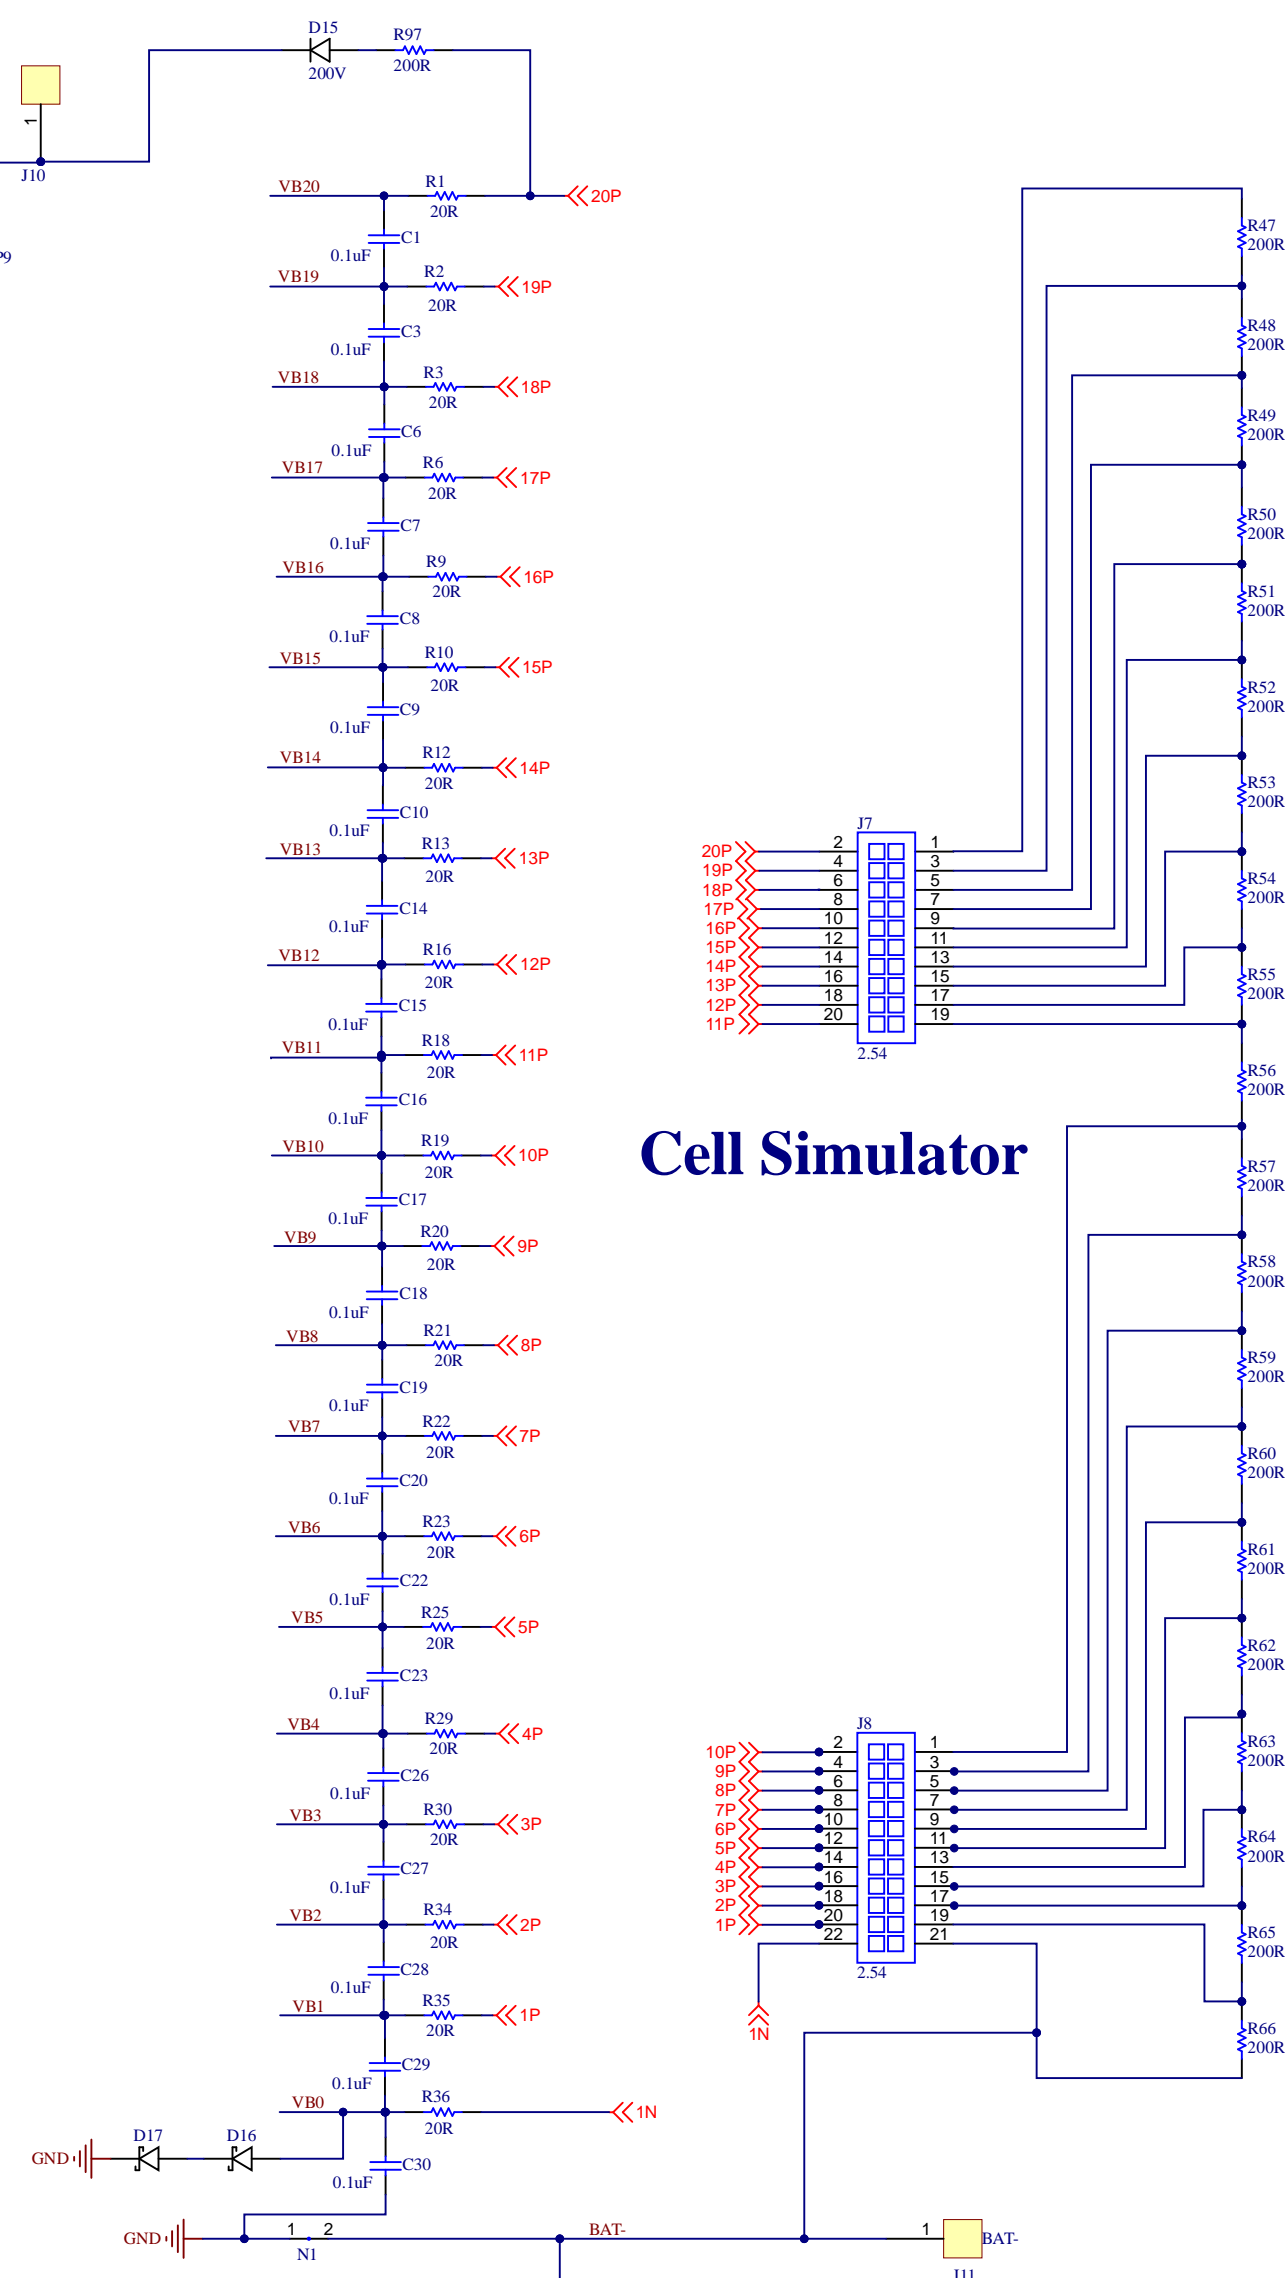 D15
R97
200V
200R
1
J10
P9
VB20
R1
20R
20P
C1
0.1uF
VB19
R2
20R
19P
C3
0.1uF
VB18
R3
20R
18P
C6
0.1uF
VB17
R6
20R
17P
C7
0.1uF
VB16
R9
20R
16P
C8
0.1uF
VB15
R10
20R
15P
C9
0.1uF
VB14
R12
20R
14P
C10
0.1uF
VB13
R13
20R
13P
C14
0.1uF
VB12
R16
20R
12P
C15
0.1uF
VB11
R18
20R
11P
C16
0.1uF
VB10
R19
20R
10P
C17
0.1uF
VB9
R20
20R
9P
C18
0.1uF
VB8
R21
20R
8P
C19
0.1uF
VB7
R22
20R
7P
C20
0.1uF
VB6
R23
20R
6P
C22
0.1uF
VB5
R25
20R
5P
C23
0.1uF
VB4
R29
20R
4P
C26
0.1uF
VB3
R30
20R
3P
C27
0.1uF
VB2
R34
20R
2P
C28
0.1uF
VB1
R35
20R
1P
C29
0.1uF
VB0
R36
20R
1N
D17
D16
GND
C30
0.1uF
GND
1 2
N1
BAT-
1
BAT-
J11
J7
20P 2 1
19P 4 3
18P 6 5
17P 8 7
16P 10 9
15P 12 11
14P 14 13
13P 16 15
12P 18 17
11P 20 19
2.54
Cell Simulator
J8
10P 2 1
9P 4 3
8P 6 5
7P 8 7
6P 10 9
5P 12 11
4P 14 13
3P 16 15
2P 18 17
1P 20 19
22 21
2.54
1N
R47
200R
R48
200R
R49
200R
R50
200R
R51
200R
R52
200R
R53
200R
R54
200R
R55
200R
R56
200R
R57
200R
R58
200R
R59
200R
R60
200R
R61
200R
R62
200R
R63
200R
R64
200R
R65
200R
R66
200R